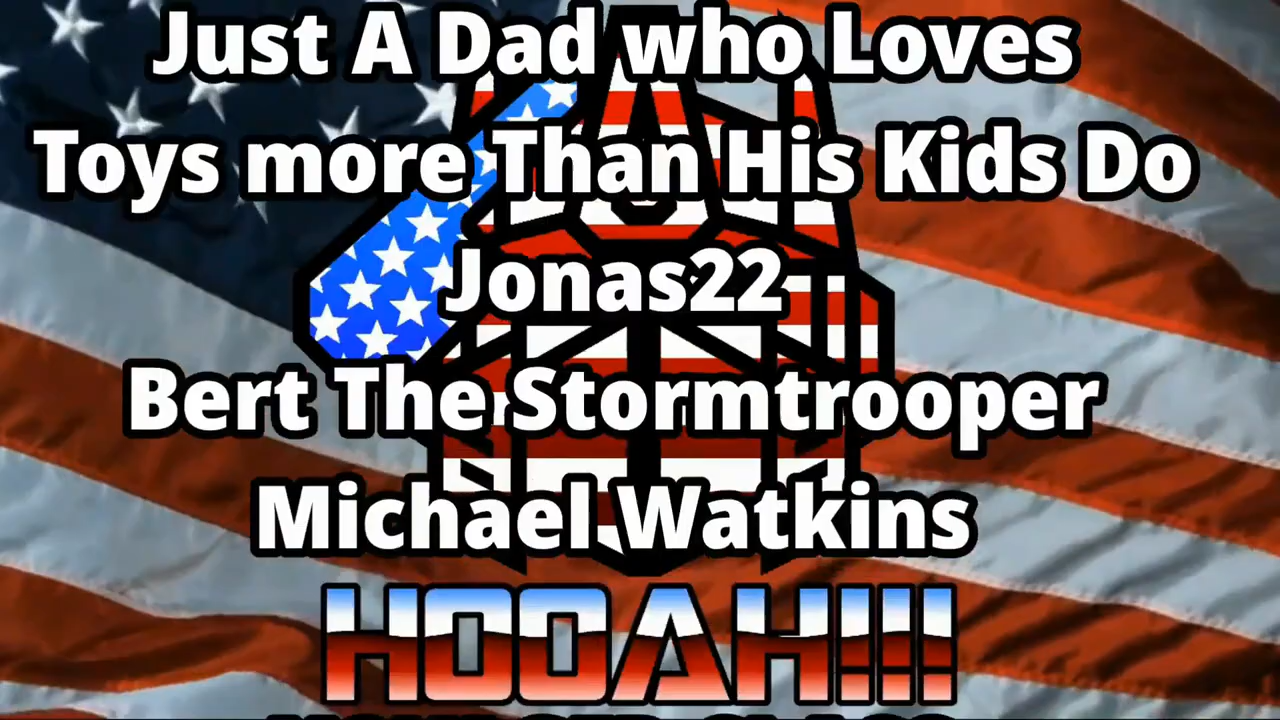 Just A Dad who Loves
Toys more Than His Kids Do
Jonas22
Bert The Stormtrooper
Michael Watkins
HOOAH!!!